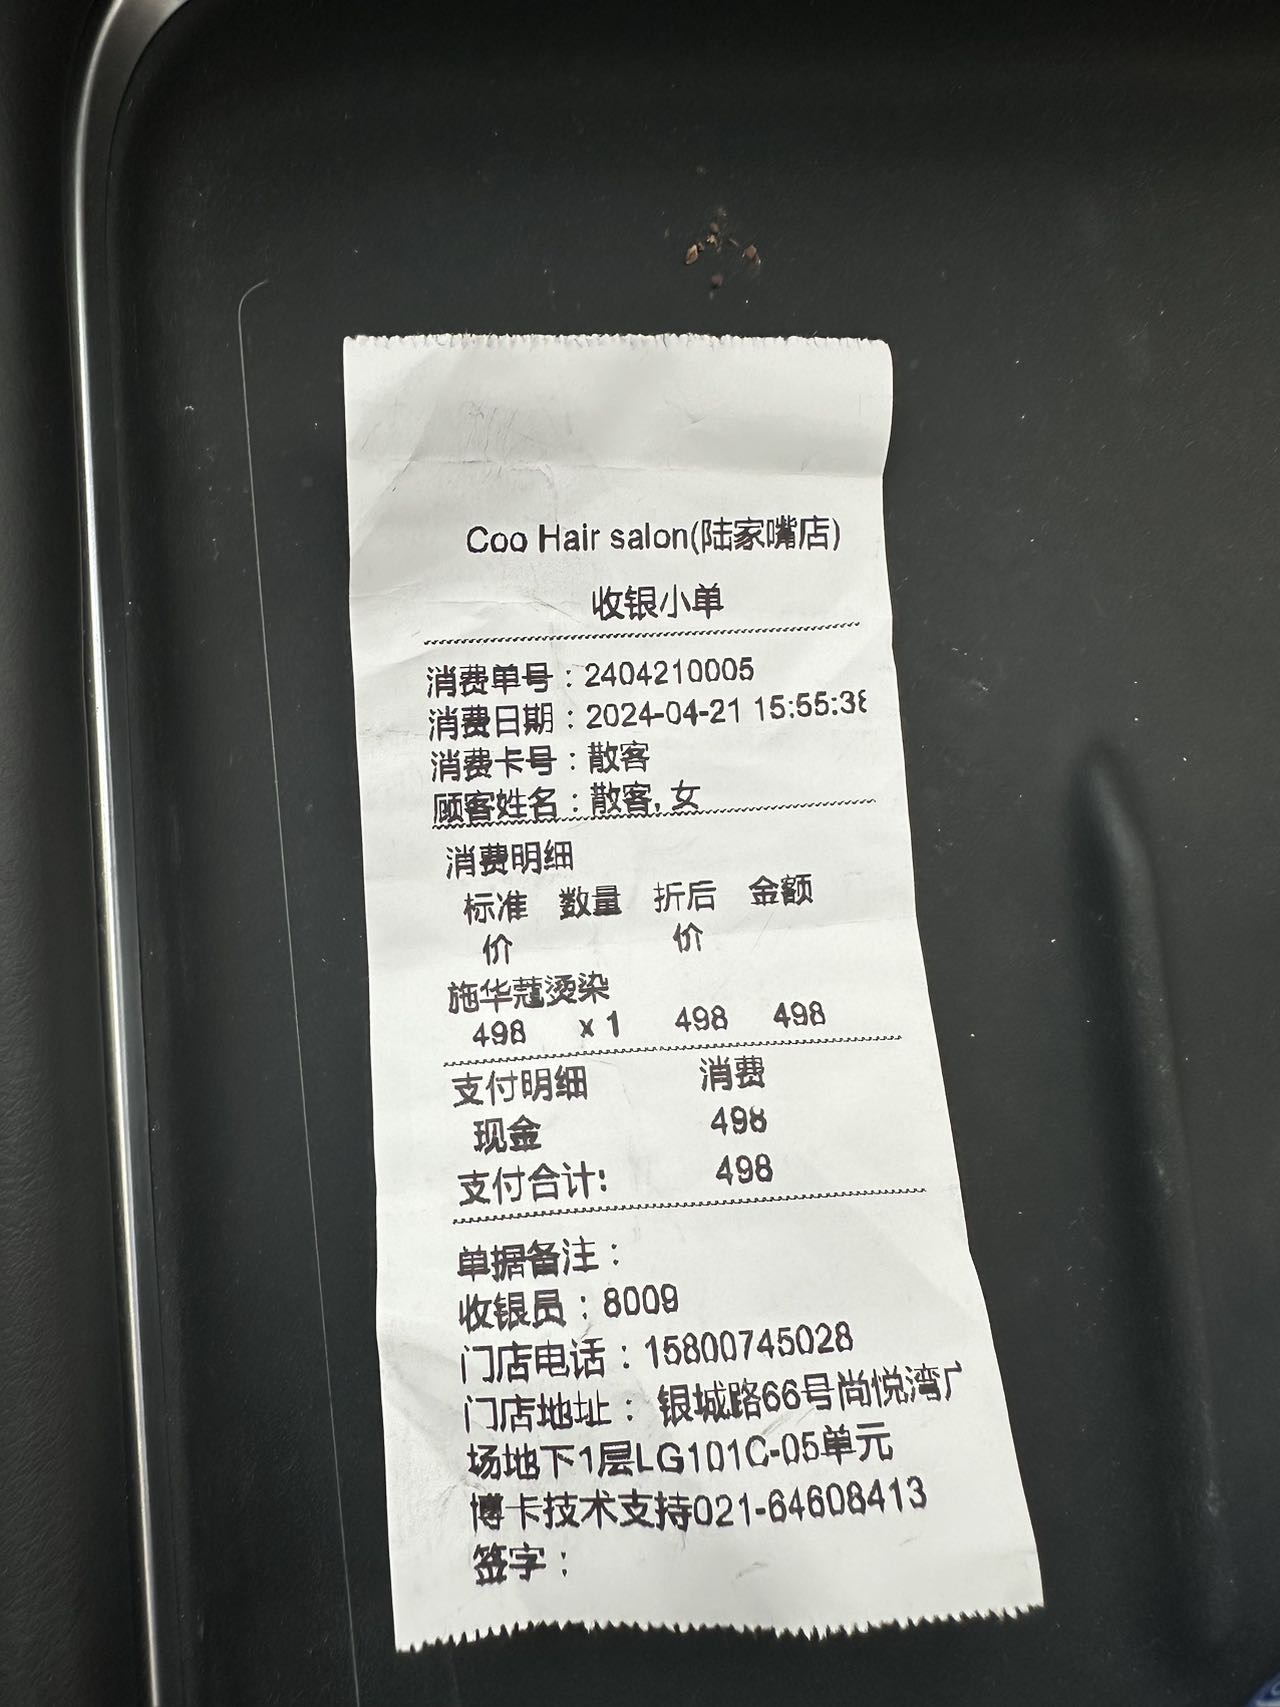 Coo Hair salon(陆家嘴店)
收银小单
消费单号：2404210005
消费日期：2024-04-21 15:55:38
消费卡号：散客
顾客姓名：散客,女
消费明细
标准 数量 折后 金额
价 价
施华蔻烫染
498 x 1 498 498
支付明细 消费
现金 498
支付合计: 498
单据备注：
收银员：8009
门店电话：15800745028
门店地址： 银城路66号尚悦湾广
场地下1层LG101C-05单元
博卡技术支持021-64608413
签字：